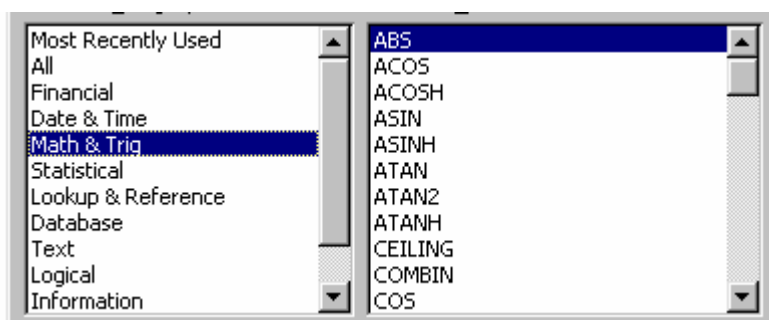 Most Recently Used
All
Financial
Date & Time
Math & Trig
Statistical
Lookup & Reference
Database
Text
Logical
Information
ABS
ACOS
ACOSH
ASIN
ASINH
ATAN
ATAN2
ATANH
CEILING
COMBIN
COS